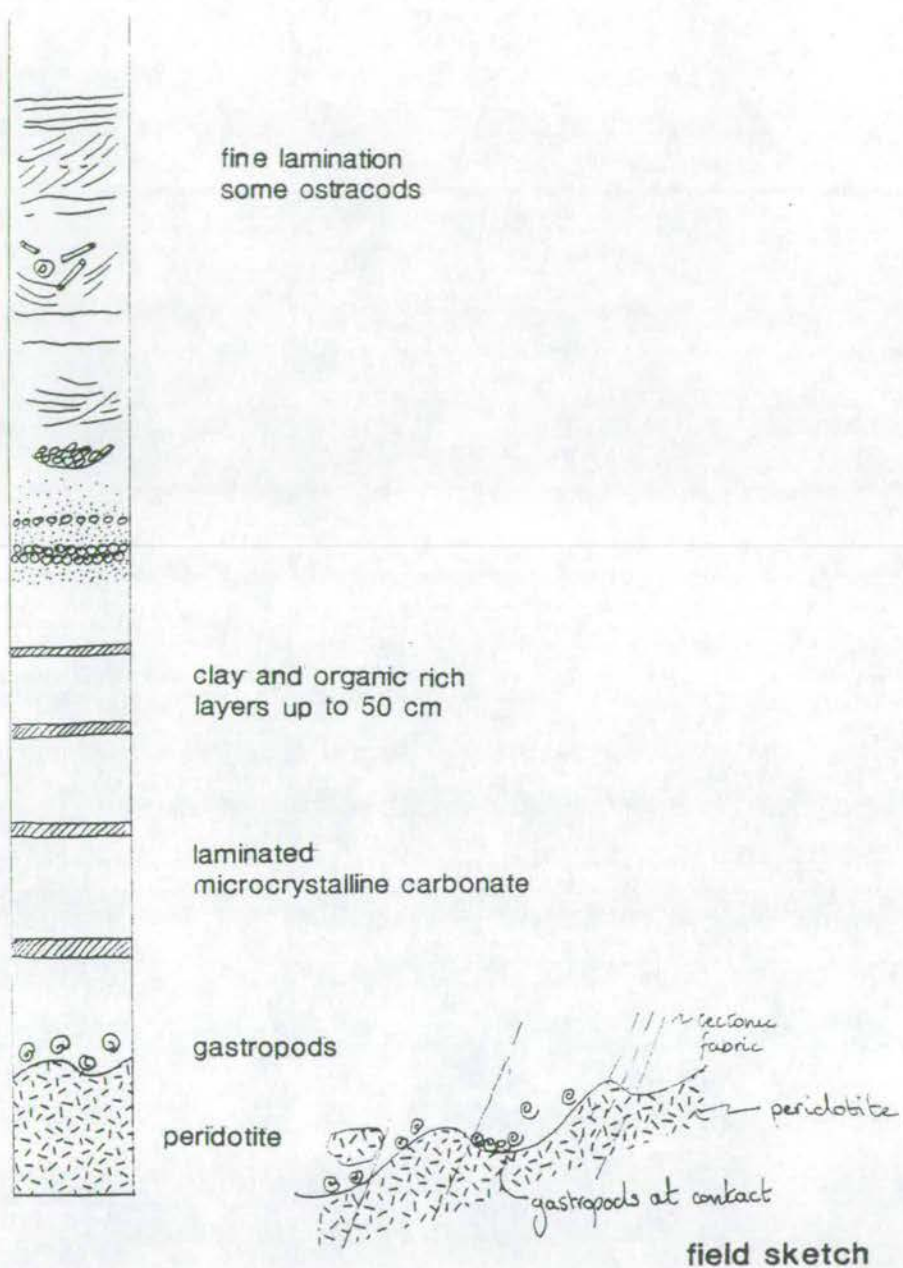 fine lamination
some ostracods
clay and organic rich
layers up to 50 cm
laminated
microcrystalline carbonate
gastropods
tectonic
fabric
peridotite
peridotite
gastropods at contact
field sketch